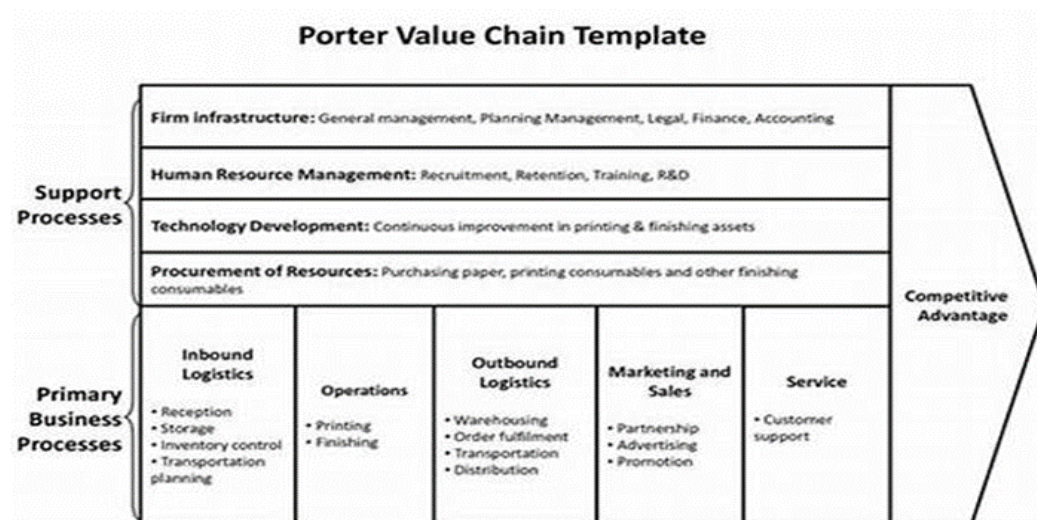 Porter Value Chain Template
Support
Processes
Firm infrastructure: General management, Planning Management, Legal, Finance, Accounting
Human Resource Management: Recruitment, Retention, Training, R&D
Technology Development: Continuous improvement in printing & finishing assets
Procurement of Resources: Purchasing paper, printing consumables and other finishing
consumables
Competitive
Advantage
Primary
Business
Processes
Inbound
Logistics
• Reception
• Storage
• Inventory control
• Transportation
planning
Operations
• Printing
• Finishing
Outbound
Logistics
• Warehousing
• Order fulfilment
• Transportation
• Distribution
Marketing and
Sales
• Partnership
• Advertising
• Promotion
Service
• Customer
support